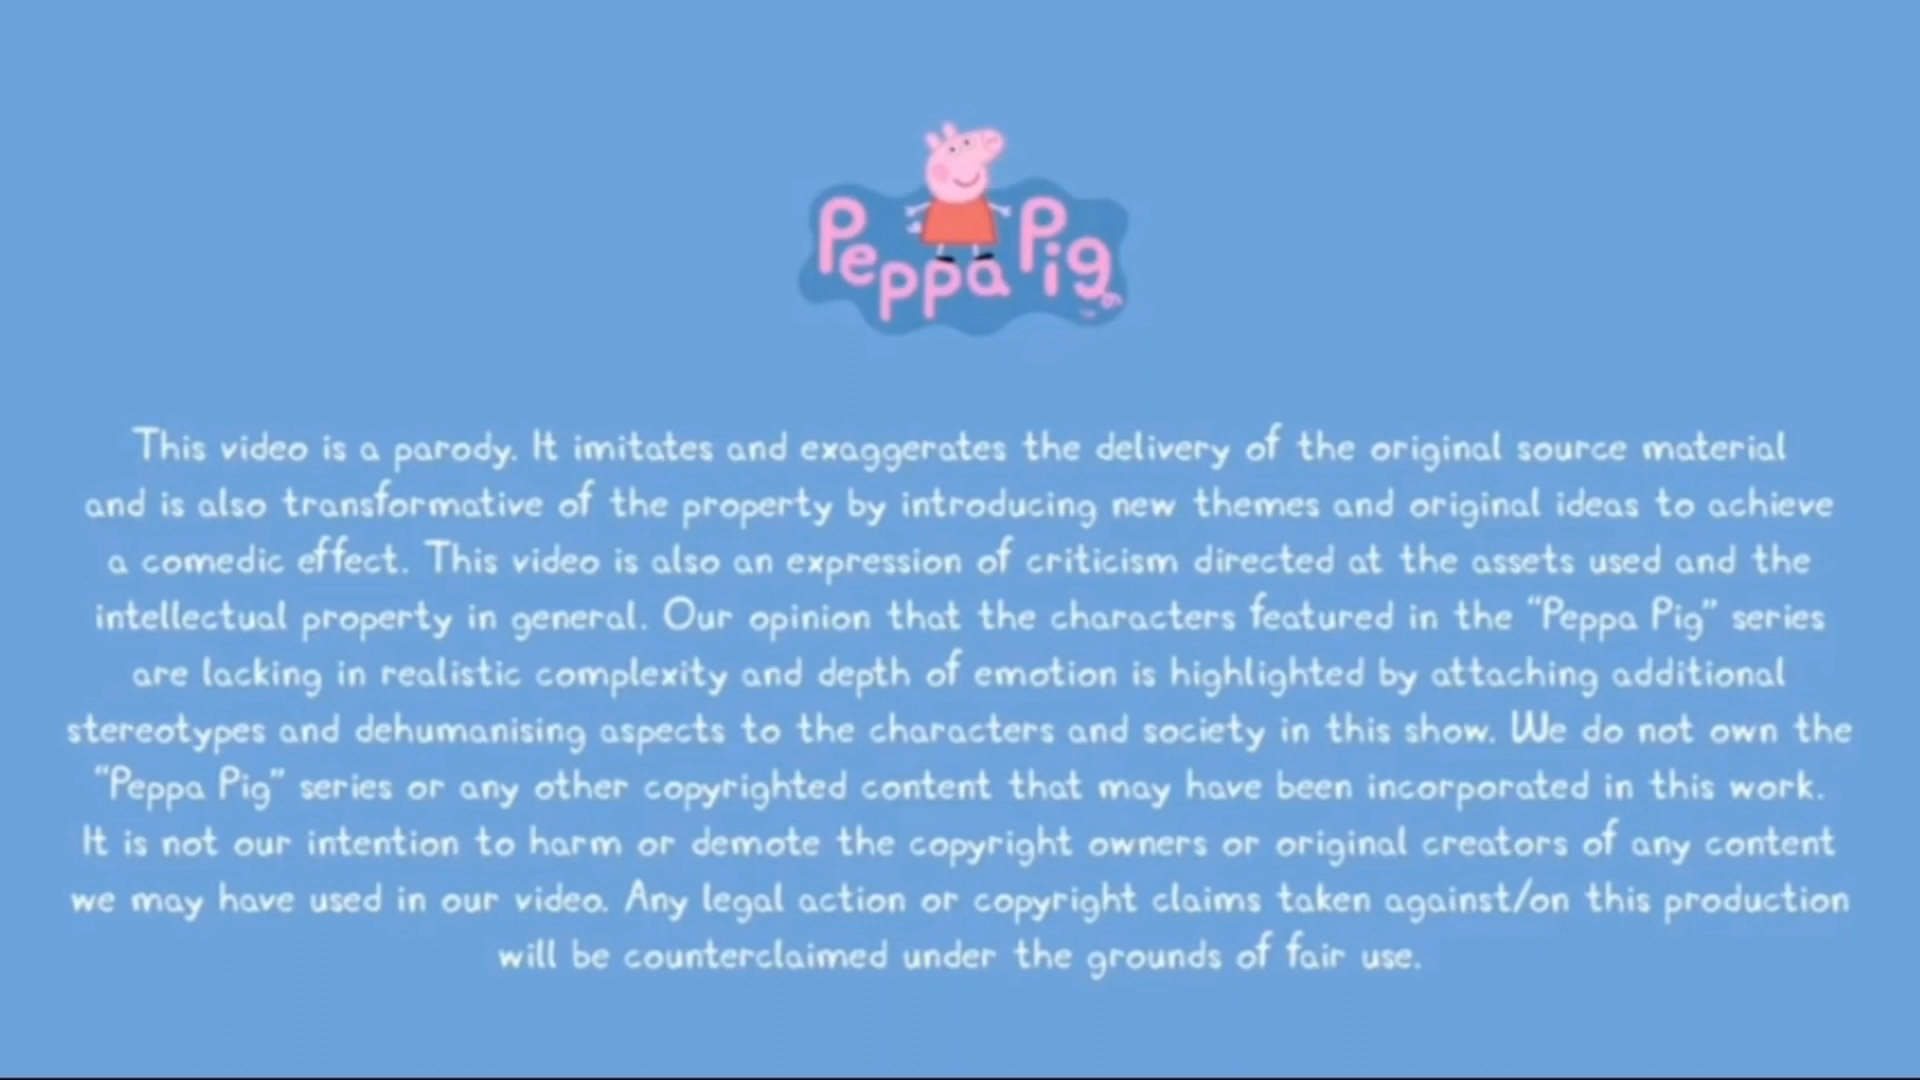 Peppa Pig
This video is a parody. It imitates and exaggerates the delivery of the original source material
and is also transformative of the property by introducing new themes and original ideas to achieve
a comedic effect. This video is also an expression of criticism directed at the assets used and the
intellectual property in general. Our opinion that the characters featured in the “Peppa Pig” series
are lacking in realistic complexity and depth of emotion is highlighted by attaching additional
stereotypes and dehumanising aspects to the characters and society in this show. We do not own the
“Peppa Pig” series or any other copyrighted content that may have been incorporated in this work.
It is not our intention to harm or demote the copyright owners or original creators of any content
we may have used in our video. Any legal action or copyright claims taken against/on this production
will be counterclaimed under the grounds of fair use.